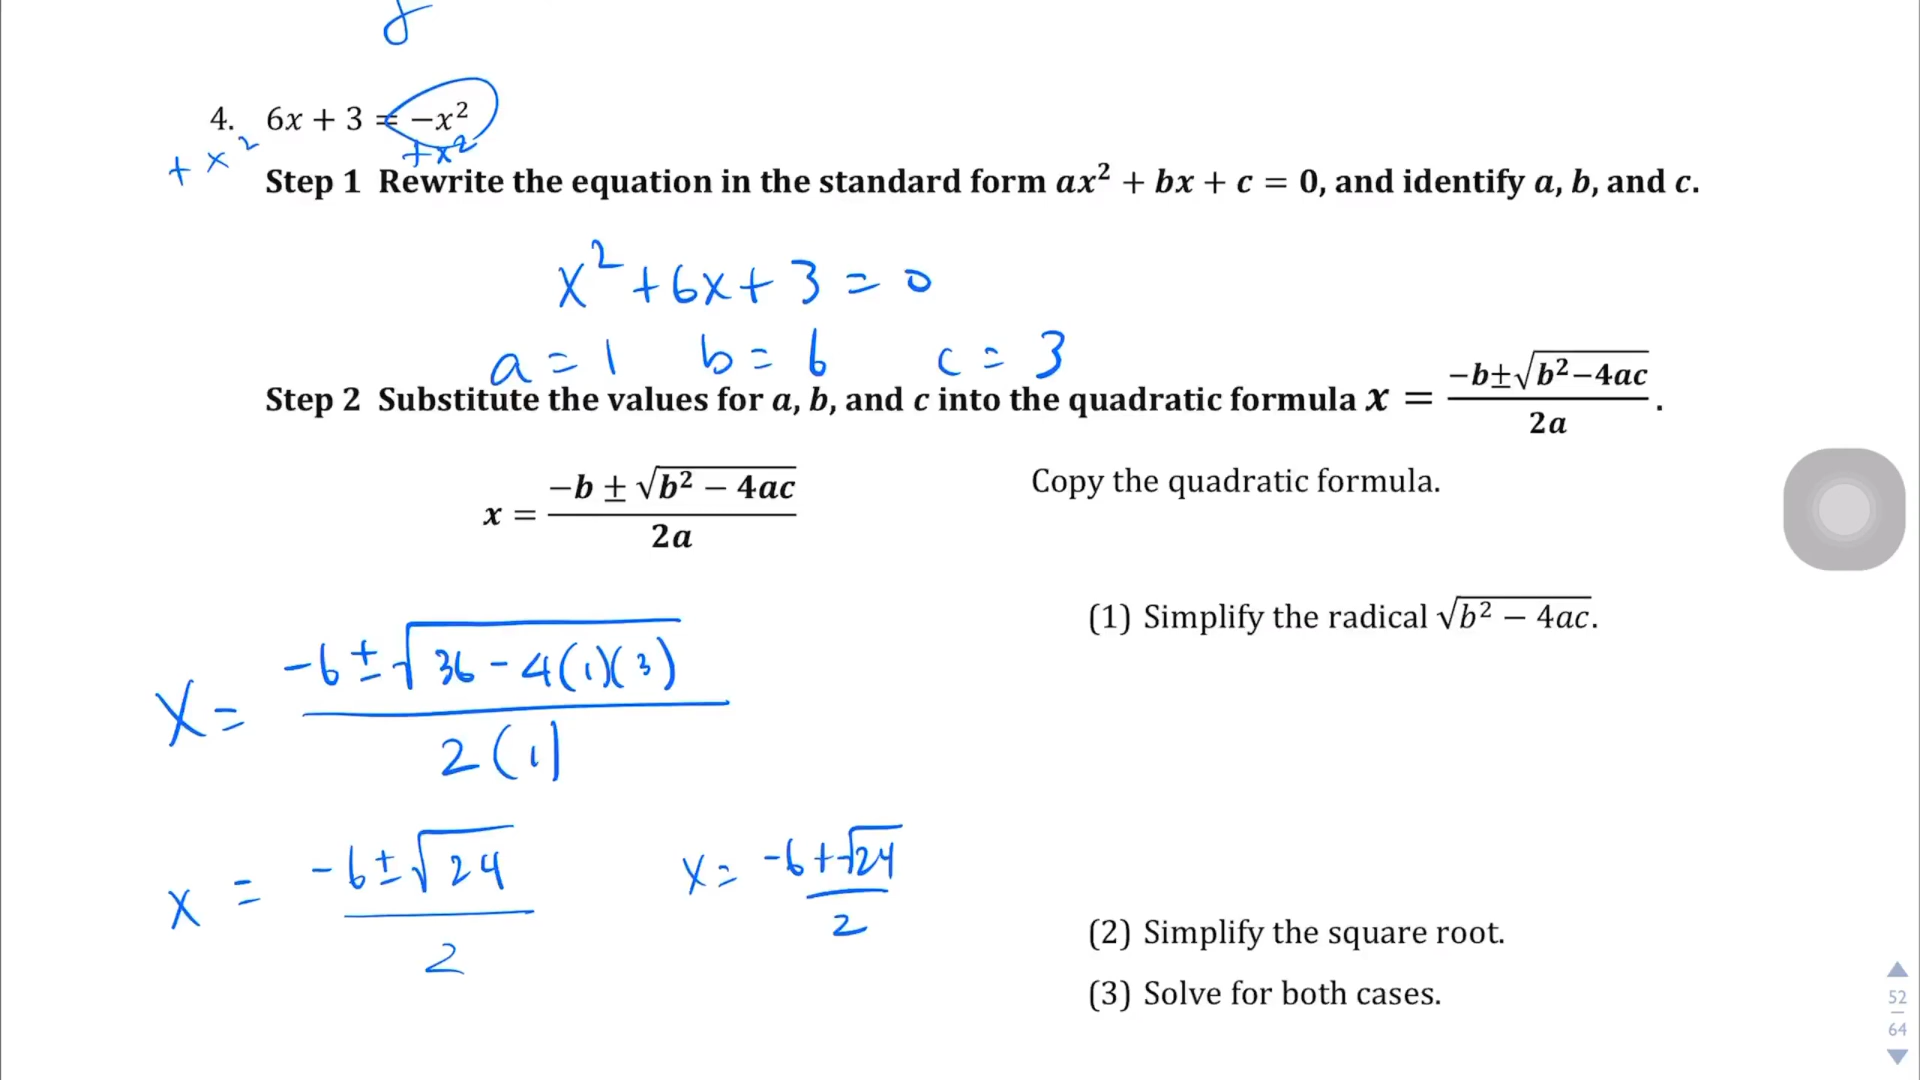 4. 6x + 3 = −x²
+ x² +x²
Step 1 Rewrite the equation in the standard form ax² + bx + c = 0, and identify a, b, and c.
x² + 6x + 3 = 0
a = 1 b = 6 c = 3
Step 2 Substitute the values for a, b, and c into the quadratic formula x = (−b±√(b²−4ac))/(2a).
x = (−b ± √(b² − 4ac))/(2a) Copy the quadratic formula.
(1) Simplify the radical √(b² − 4ac).
x = (−6 ± √(36 − 4(1)(3)))/(2(1))
x = (−6 ± √24)/2 x = (−6 + √24)/2
(2) Simplify the square root.
(3) Solve for both cases.
52
64